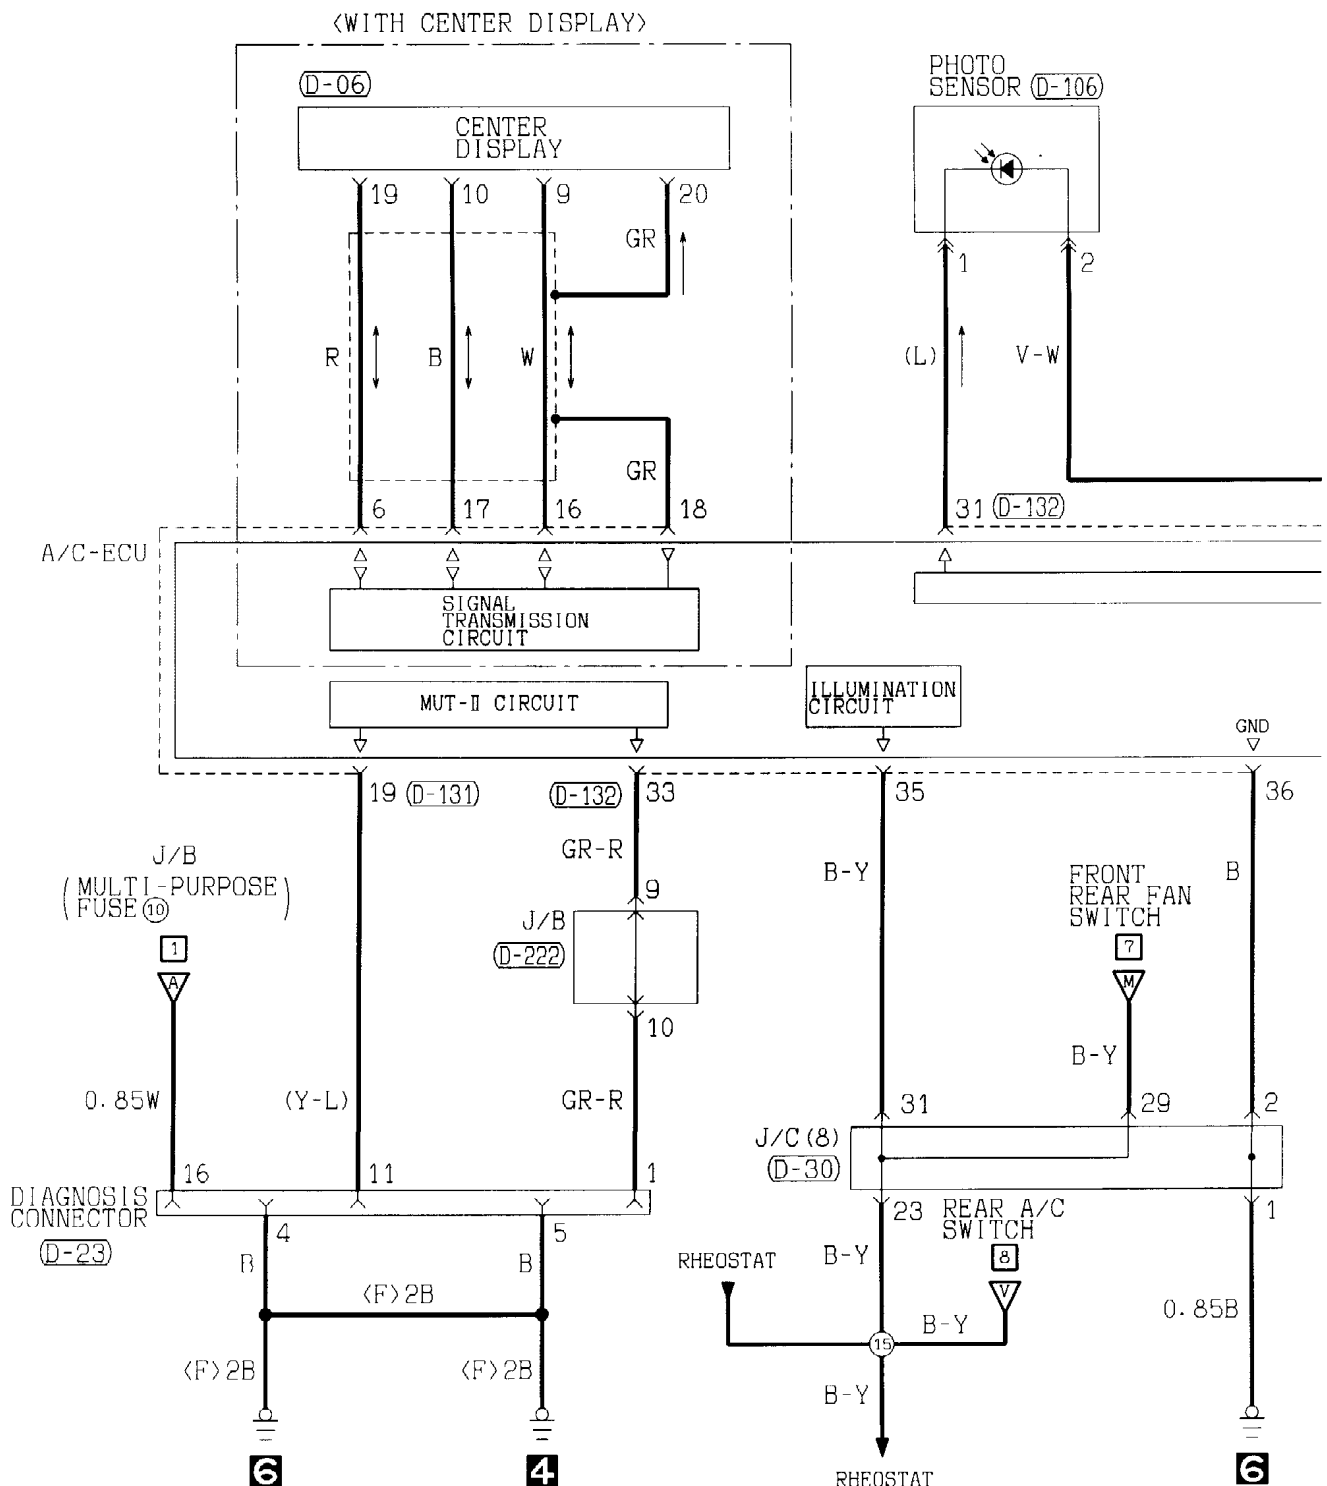 〈WITH CENTER DISPLAY〉
D-06
CENTER
DISPLAY
PHOTO
SENSOR D-106
19 10 9 20
GR
1 2
R B W
(L) V-W
GR
6 17 16 18
31 D-132
A/C-ECU
SIGNAL
TRANSMISSION
CIRCUIT
MUT-Ⅱ CIRCUIT
ILLUMINATION
CIRCUIT
GND
19 D-131
D-132 33
35
36
J/B
(MULTI-PURPOSE
FUSE ⑩)
1
A
GR-R
9
J/B
D-222
10
B-Y
FRONT
REAR FAN
SWITCH
7
M
B
B-Y
0.85W
(Y-L)
GR-R
31 29 2
J/C(8)
D-30
16 11 1
DIAGNOSIS
CONNECTOR
D-23
4 5
B B
〈F〉2B
〈F〉2B 〈F〉2B
6 4
23 REAR A/C
SWITCH
1
8
V
RHEOSTAT
B-Y
B-Y
15
0.85B
B-Y
RHEOSTAT
6